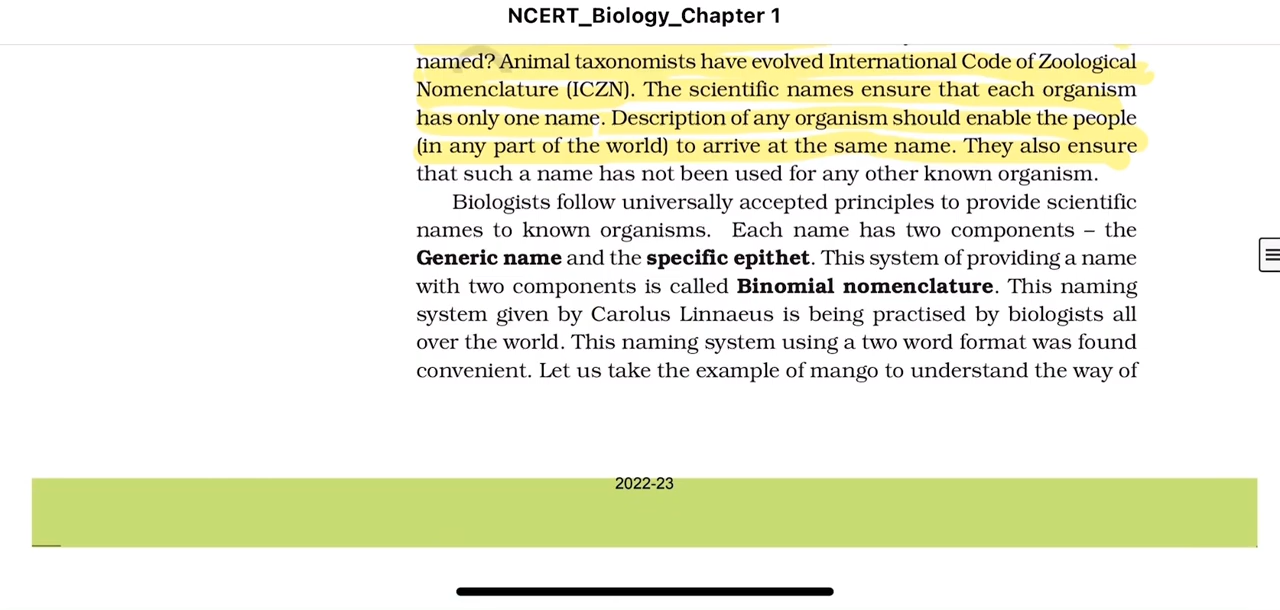 NCERT_Biology_Chapter 1
named? Animal taxonomists have evolved International Code of Zoological
Nomenclature (ICZN). The scientific names ensure that each organism
has only one name. Description of any organism should enable the people
(in any part of the world) to arrive at the same name. They also ensure
that such a name has not been used for any other known organism.
Biologists follow universally accepted principles to provide scientific
names to known organisms. Each name has two components – the
Generic name and the specific epithet. This system of providing a name
with two components is called Binomial nomenclature. This naming
system given by Carolus Linnaeus is being practised by biologists all
over the world. This naming system using a two word format was found
convenient. Let us take the example of mango to understand the way of
2022-23